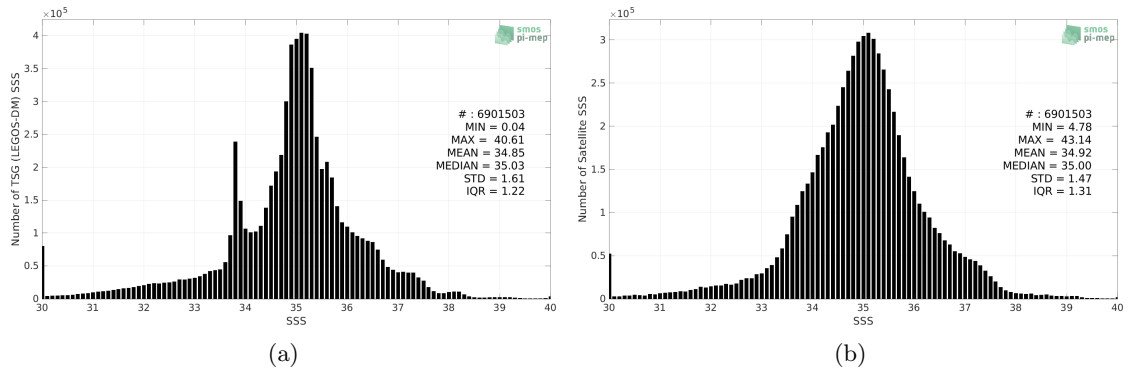 ×10⁵
4
3.5
3
2.5
2
1.5
1
0.5
0
Number of TSG (LEGOS-DM) SSS
30 31 32 33 34 35 36 37 38 39 40
SSS
smos
pi-mep
# : 6901503
MIN = 0.04
MAX = 40.61
MEAN = 34.85
MEDIAN = 35.03
STD = 1.61
IQR = 1.22
(a)
×10⁵
3
2.5
2
1.5
1
0.5
0
Number of Satellite SSS
30 31 32 33 34 35 36 37 38 39 40
SSS
smos
pi-mep
# : 6901503
MIN = 4.78
MAX = 43.14
MEAN = 34.92
MEDIAN = 35.00
STD = 1.47
IQR = 1.31
(b)